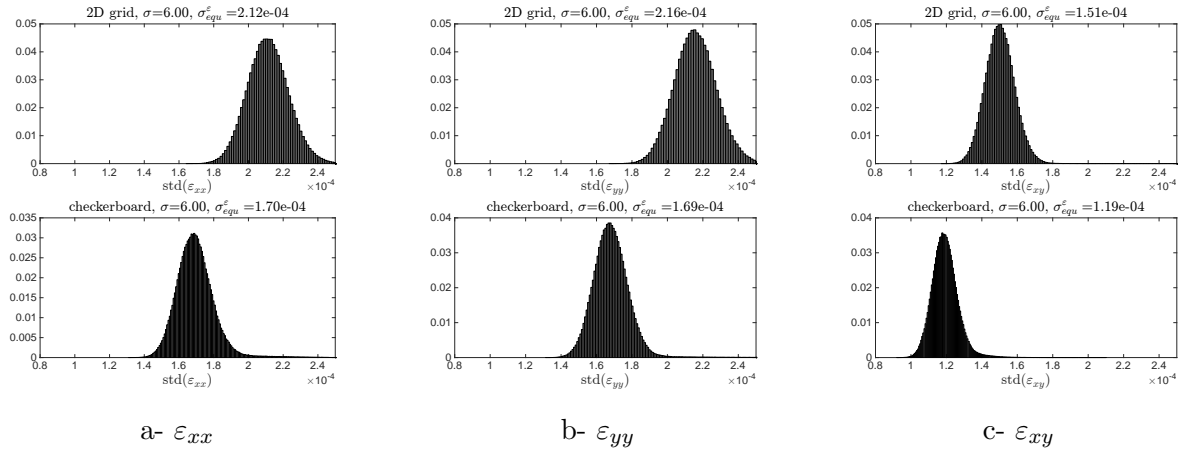 2D grid, σ=6.00, σ^ε_equ =2.12e-04
0.05
0.04
0.03
0.02
0.01
0
0.8 1 1.2 1.4 1.6 1.8 2 2.2 2.4
std(ε_xx)
×10^-4
2D grid, σ=6.00, σ^ε_equ =2.16e-04
0.05
0.04
0.03
0.02
0.01
0
0.8 1 1.2 1.4 1.6 1.8 2 2.2 2.4
std(ε_yy)
×10^-4
2D grid, σ=6.00, σ^ε_equ =1.51e-04
0.05
0.04
0.03
0.02
0.01
0
0.8 1 1.2 1.4 1.6 1.8 2 2.2 2.4
std(ε_xy)
×10^-4
checkerboard, σ=6.00, σ^ε_equ =1.70e-04
0.035
0.03
0.025
0.02
0.015
0.01
0.005
0
0.8 1 1.2 1.4 1.6 1.8 2 2.2 2.4
std(ε_xx)
×10^-4
checkerboard, σ=6.00, σ^ε_equ =1.69e-04
0.04
0.03
0.02
0.01
0
0.8 1 1.2 1.4 1.6 1.8 2 2.2 2.4
std(ε_yy)
×10^-4
checkerboard, σ=6.00, σ^ε_equ =1.19e-04
0.04
0.03
0.02
0.01
0
0.8 1 1.2 1.4 1.6 1.8 2 2.2 2.4
std(ε_xy)
×10^-4
a- ε_xx
b- ε_yy
c- ε_xy